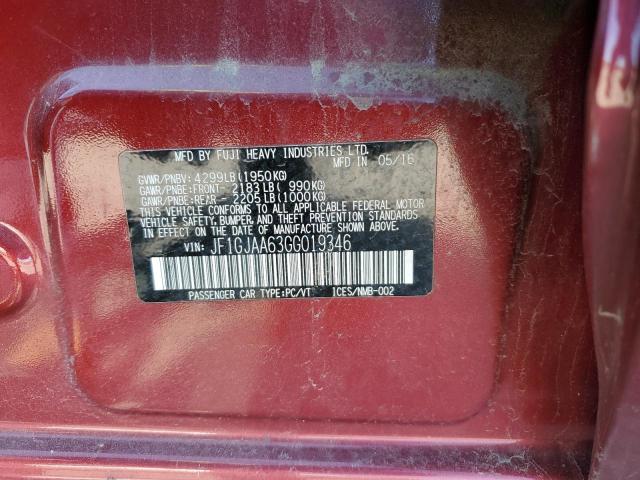 MFD BY FUJI HEAVY INDUSTRIES LTD.
MFD IN 05/16
GVWR/PNBV: 4299LB(1950KG)
GAWR/PNBE:FRONT- 2183LB( 990KG)
GAWR/PNBE:REAR - 2205LB(1000KG)
THIS VEHICLE CONFORMS TO ALL APPLICABLE FEDERAL MOTOR
VEHICLE SAFETY, BUMPER, AND THEFT PREVENTION
STANDARDS IN EFFECT ON THE DATE OF MANUFACTURE SHOWN ABOVE.
VIN: JF1GJAA63GG019346
PASSENGER CAR TYPE:PC/VT ICES/NMB-002